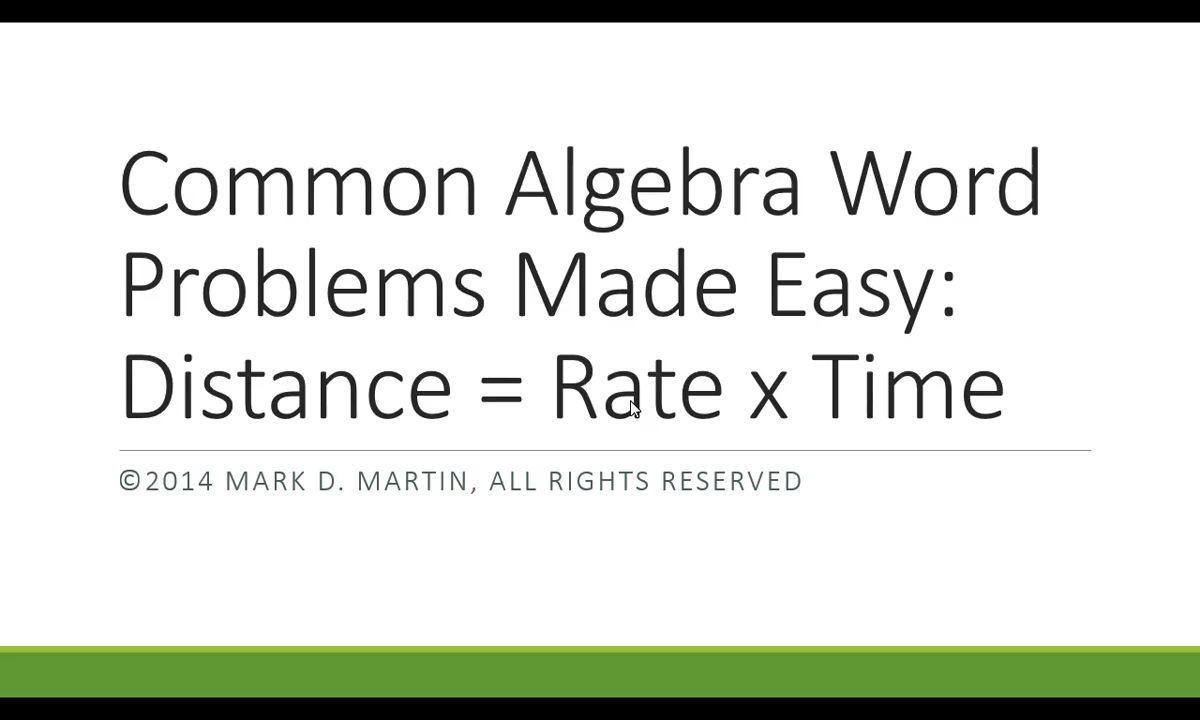 Common Algebra Word
Problems Made Easy:
Distance = Rate x Time
©2014 MARK D. MARTIN, ALL RIGHTS RESERVED